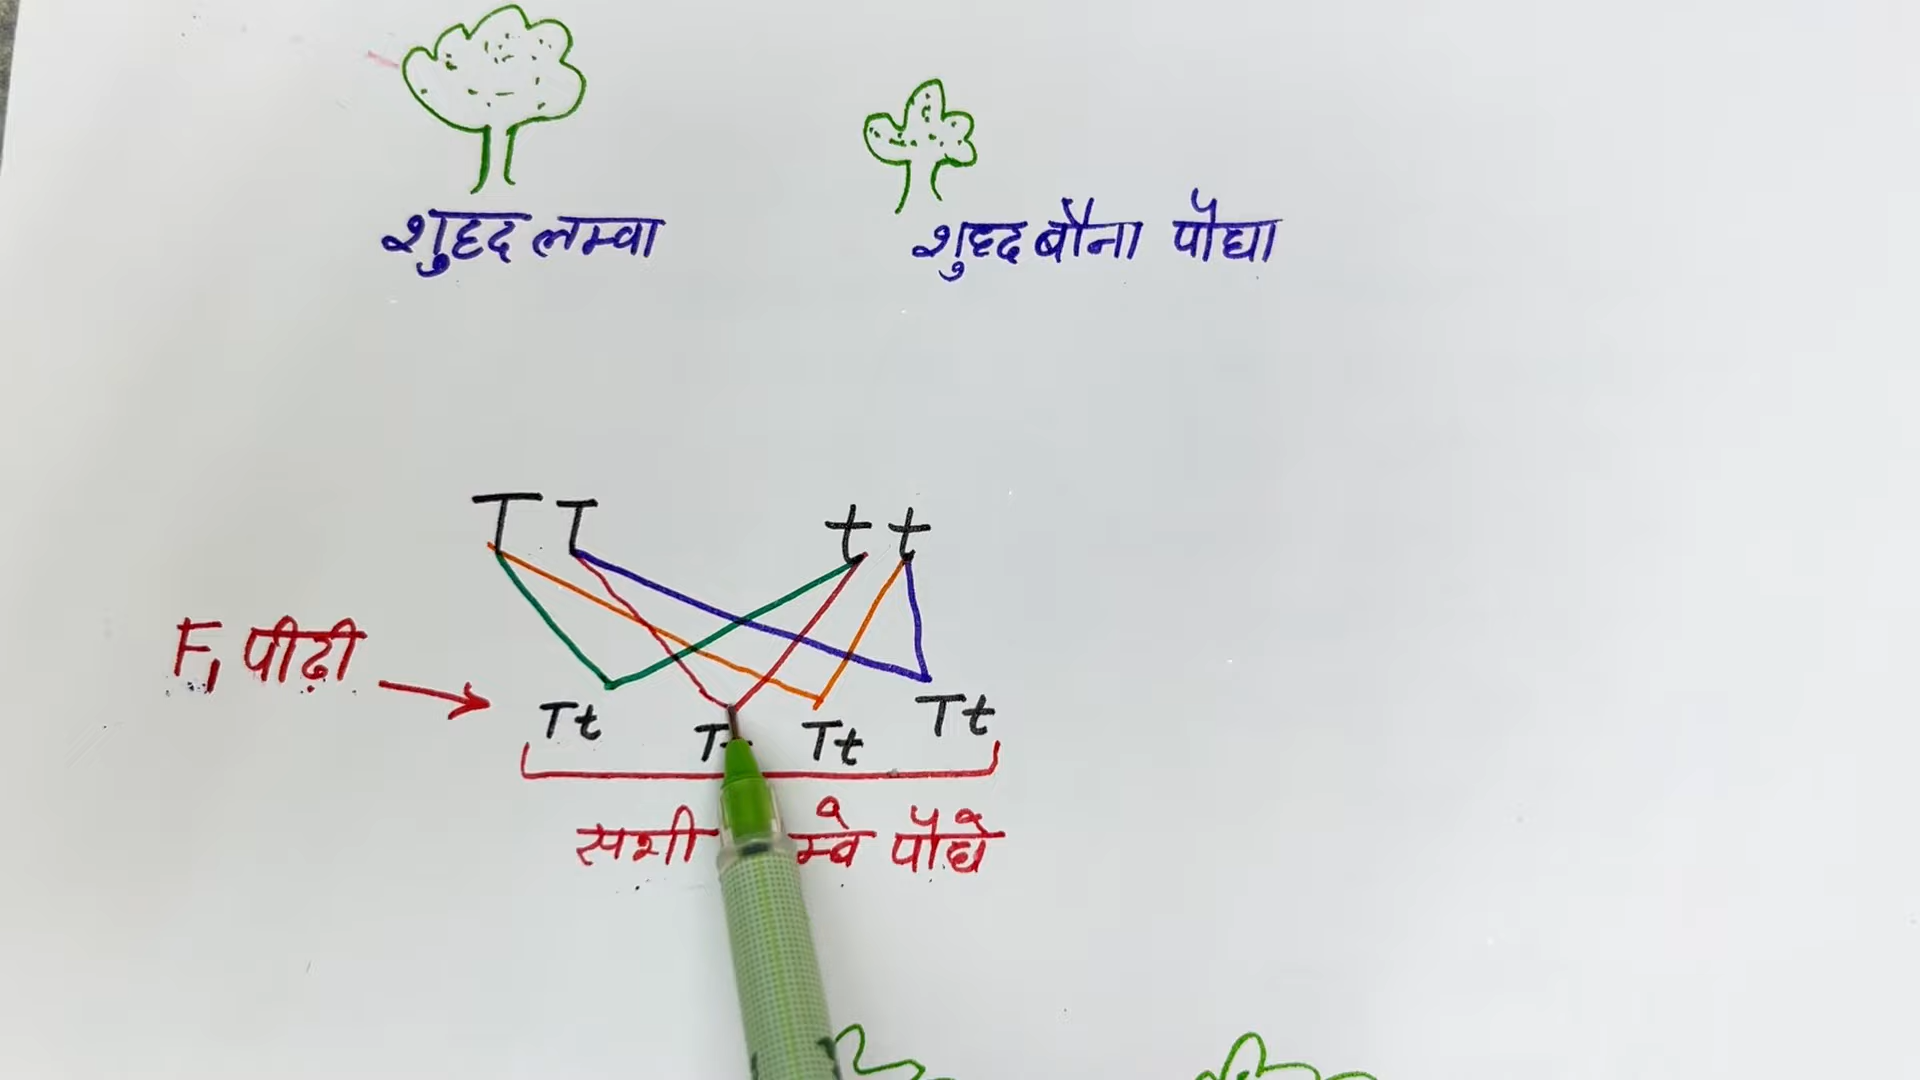 शुद्द लम्वा
शुद्द बौना पौघा
T T t t
F₁ पीढ़ी
Tt Tt Tt
सभी पौघे